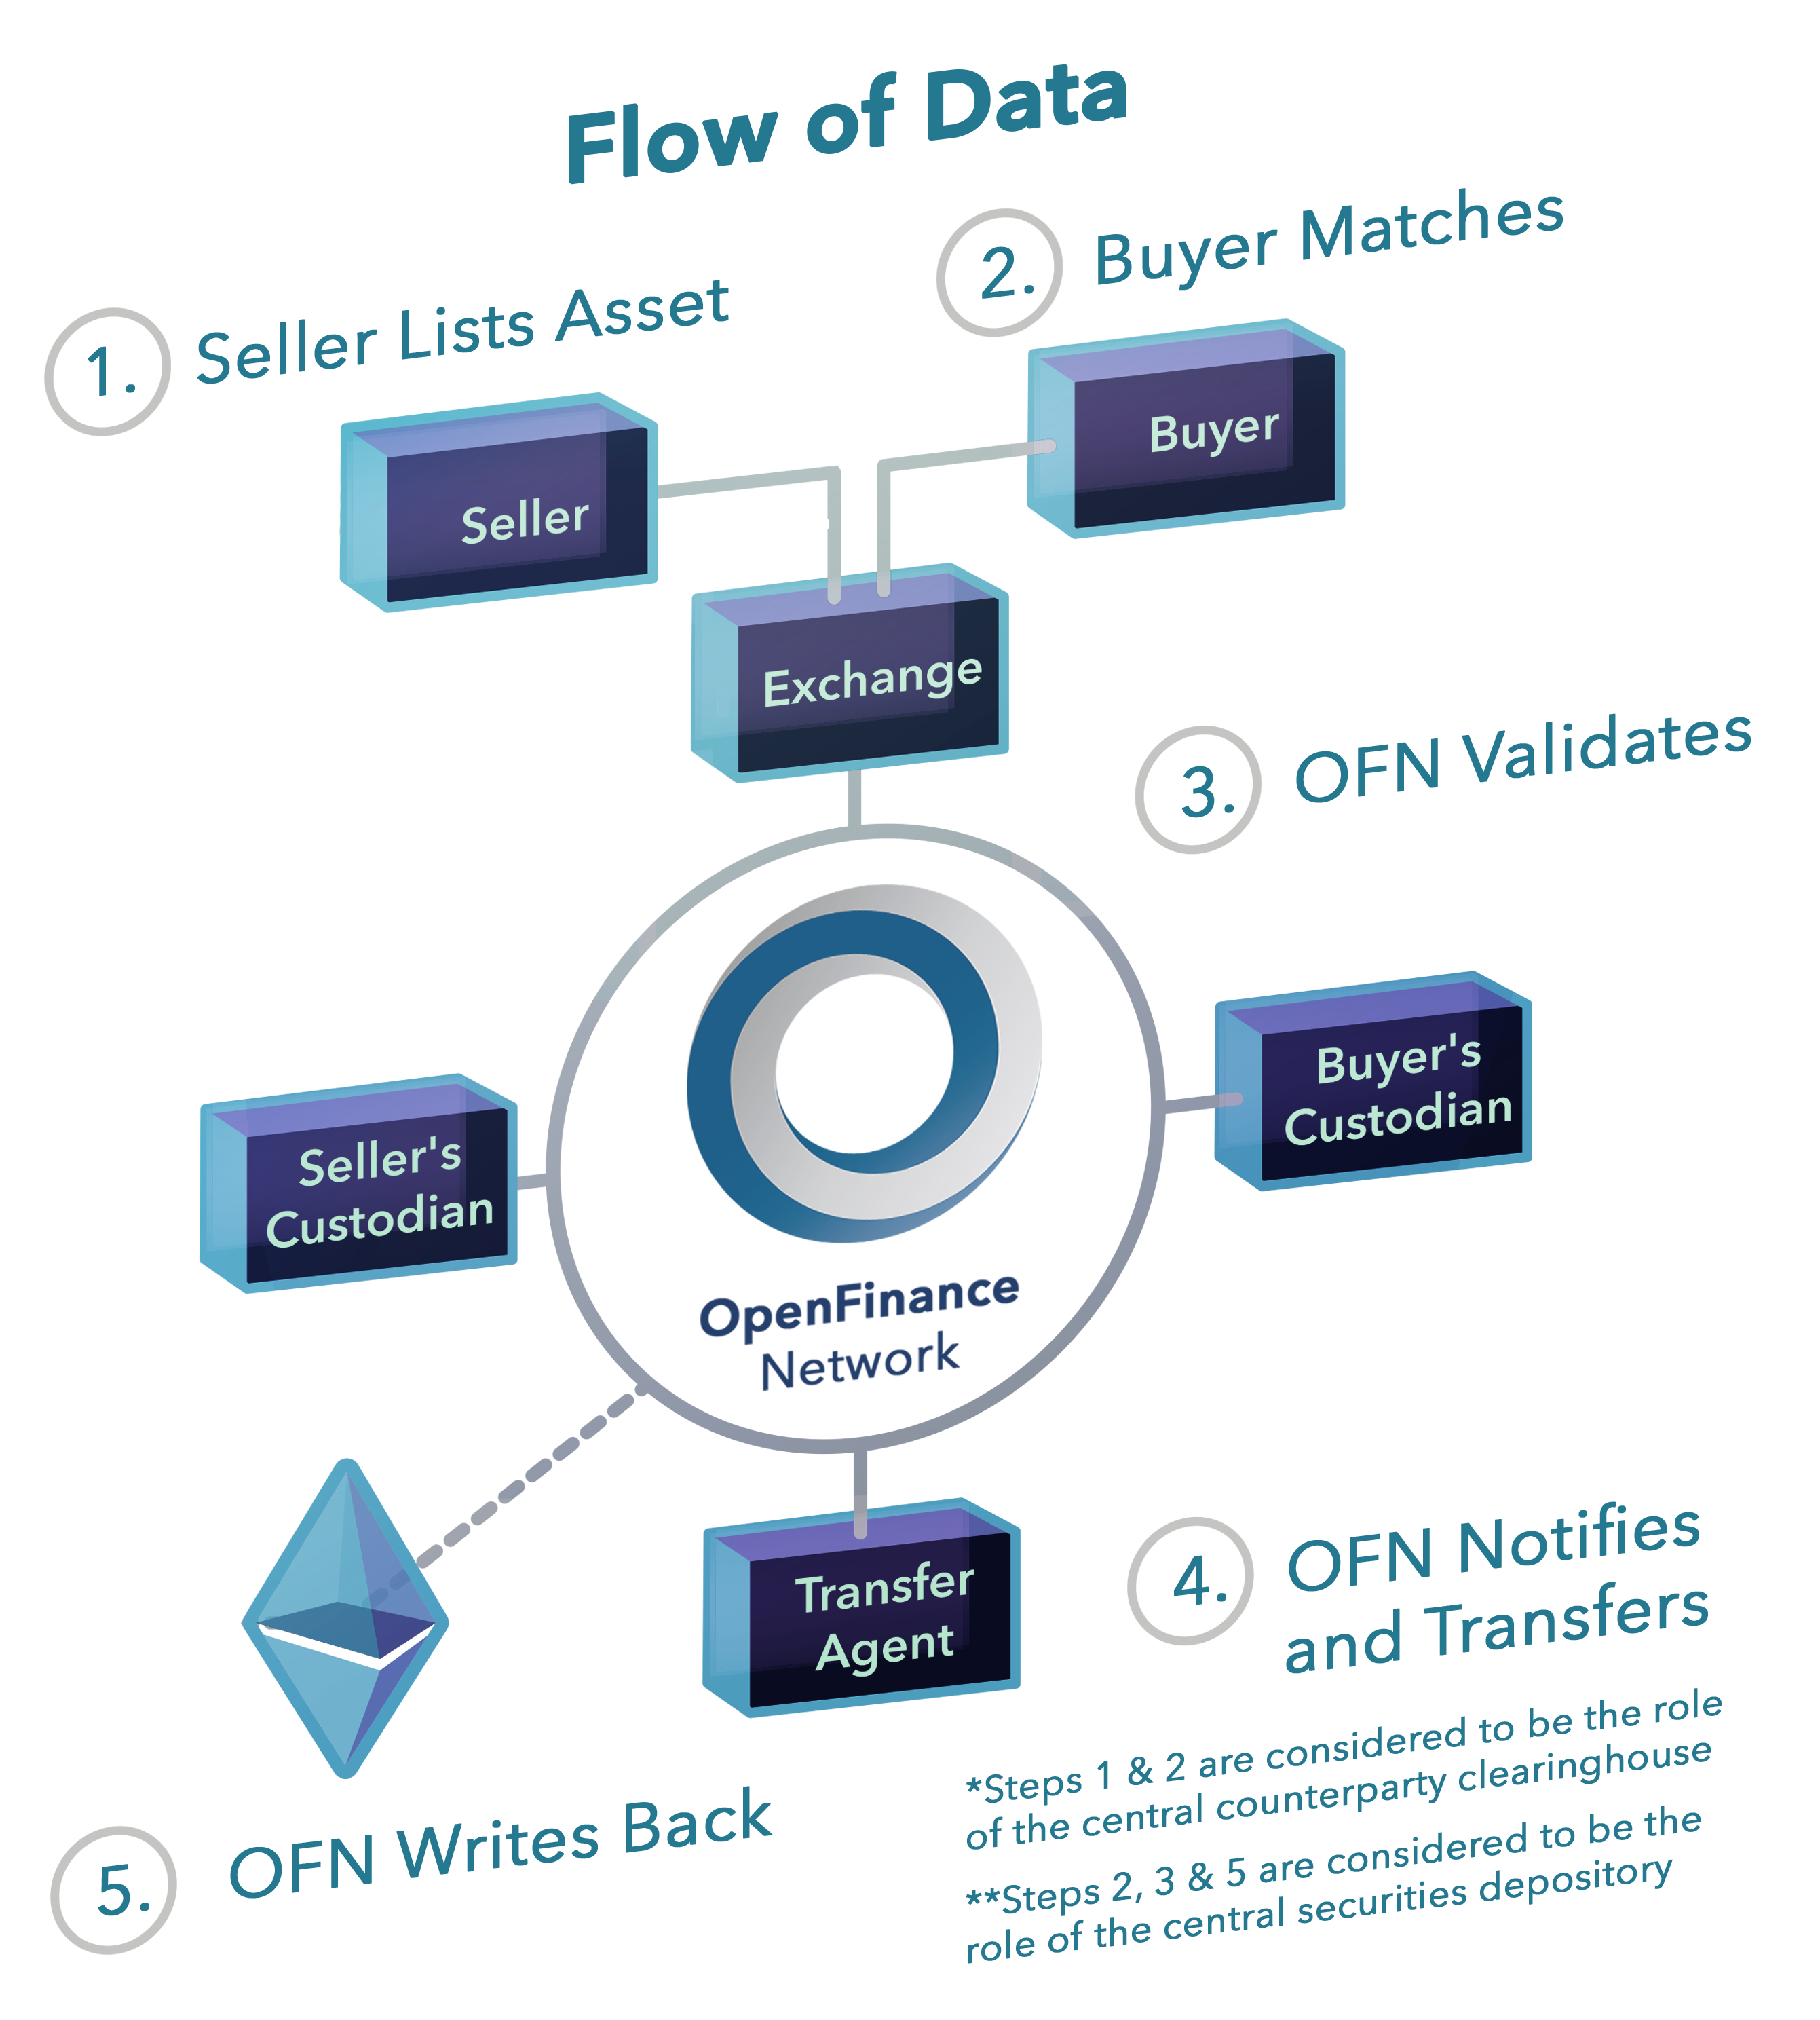 Flow of Data
1. Seller Lists Asset
2. Buyer Matches
Seller
Buyer
Exchange
3. OFN Validates
Seller's
Custodian
Buyer's
Custodian
OpenFinance
Network
Transfer
Agent
4. OFN Notifies
and Transfers
5. OFN Writes Back
*Steps 1 & 2 are considered to be the role
of the central counterparty clearinghouse
**Steps 2, 3 & 5 are considered to be the
role of the central securities depository